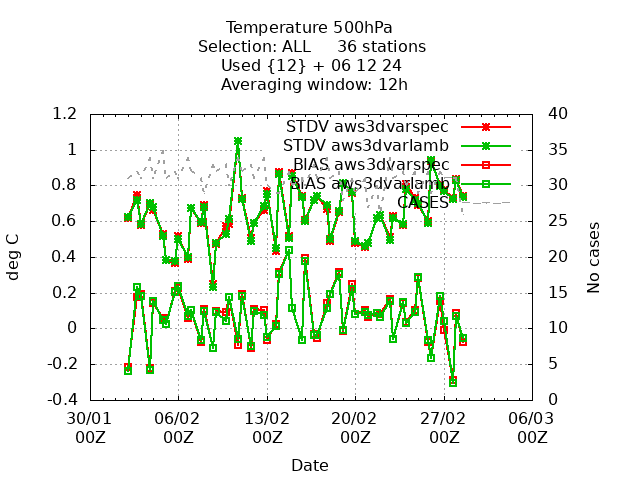 Temperature 500hPa
Selection: ALL 36 stations
Used {12} + 06 12 24
Averaging window: 12h
1.2
1
0.8
0.6
0.4
0.2
0
-0.2
-0.4
deg C
40
35
30
25
20
15
10
5
0
No cases
STDV aws3dvarspec
STDV aws3dvarlamb
BIAS aws3dvarspec
BIAS aws3dvarlamb
CASES
30/01 06/02 13/02 20/02 27/02 06/03
00Z 00Z 00Z 00Z 00Z 00Z
Date